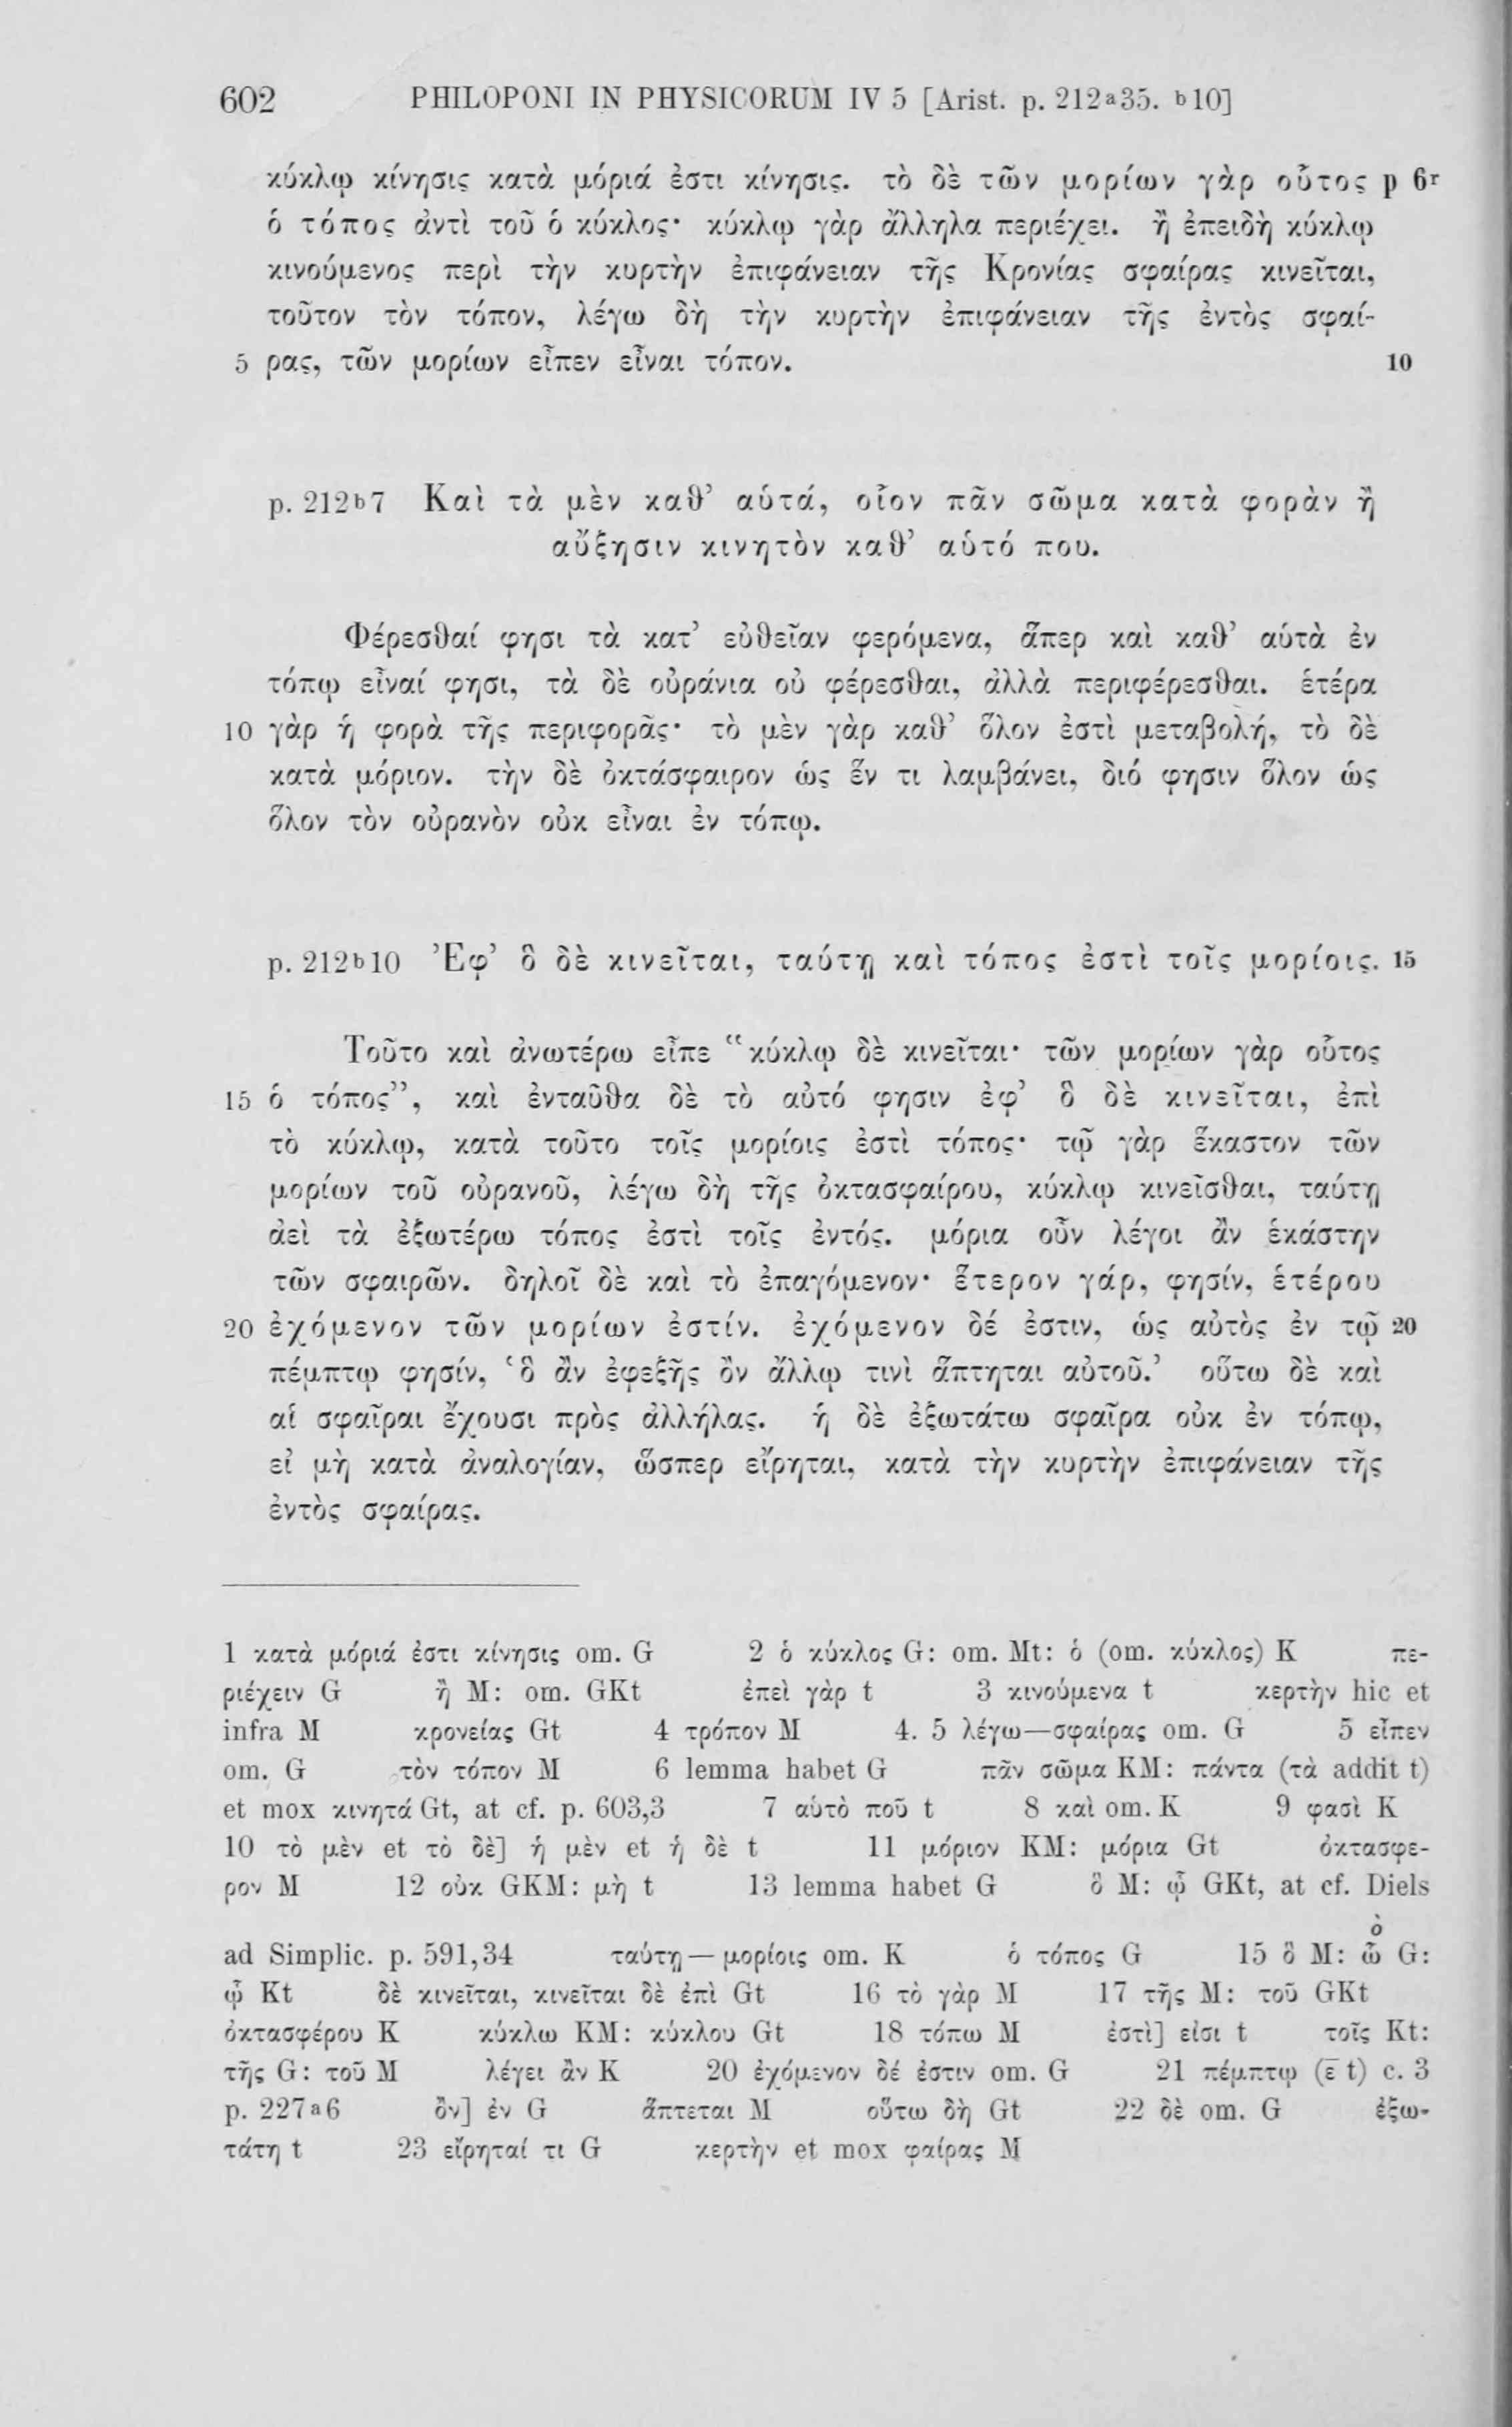 602 PHILOPONI IN PHYSICORUM IV 5 [Arist. p. 212a35. b10]
κύκλῳ κίνησις κατὰ μόριά ἐστι κίνησις. τὸ δὲ τῶν μορίων γὰρ οὗτος p 6r
ὁ τόπος ἀντὶ τοῦ ὁ κύκλος· κύκλῳ γὰρ ἄλληλα περιέχει. ἢ ἐπειδὴ κύκλῳ
κινούμενος περὶ τὴν κυρτὴν ἐπιφάνειαν τῆς Κρονίας σφαίρας κινεῖται,
τοῦτον τὸν τόπον, λέγω δὴ τὴν κυρτὴν ἐπιφάνειαν τῆς ἐντὸς σφαί-
5 ρας, τῶν μορίων εἶπεν εἶναι τόπον. 10
p. 212b7 Καὶ τὰ μὲν καθ’ αὑτά, οἷον πᾶν σῶμα κατὰ φορὰν ἢ
αὔξησιν κινητὸν καθ’ αὑτό που.
Φέρεσθαί φησι τὰ κατ’ εὐθεῖαν φερόμενα, ἅπερ καὶ καθ’ αὑτὰ ἐν
τόπῳ εἶναί φησι, τὰ δὲ οὐράνια οὐ φέρεσθαι, ἀλλὰ περιφέρεσθαι. ἑτέρα
10 γὰρ ἡ φορὰ τῆς περιφορᾶς· τὸ μὲν γὰρ καθ’ ὅλον ἐστὶ μεταβολή, τὸ δὲ
κατὰ μόριον. τὴν δὲ ὀκτάσφαιρον ὡς ἕν τι λαμβάνει, διό φησιν ὅλον ὡς
ὅλον τὸν οὐρανὸν οὐκ εἶναι ἐν τόπῳ.
p. 212b10 Ἐφ’ ὃ δὲ κινεῖται, ταύτῃ καὶ τόπος ἐστὶ τοῖς μορίοις. 15
Τοῦτο καὶ ἀνωτέρω εἶπε “κύκλῳ δὲ κινεῖται· τῶν μορίων γὰρ οὗτος
15 ὁ τόπος”, καὶ ἐνταῦθα δὲ τὸ αὐτό φησιν ἐφ’ ὃ δὲ κινεῖται, ἐπὶ
τὸ κύκλῳ, κατὰ τοῦτο τοῖς μορίοις ἐστὶ τόπος· τῷ γὰρ ἕκαστον τῶν
μορίων τοῦ οὐρανοῦ, λέγω δὴ τῆς ὀκτασφαίρου, κύκλῳ κινεῖσθαι, ταύτῃ
ἀεὶ τὰ ἐξωτέρω τόπος ἐστὶ τοῖς ἐντός. μόρια οὖν λέγοι ἂν ἑκάστην
τῶν σφαιρῶν. δηλοῖ δὲ καὶ τὸ ἐπαγόμενον· ἕτερον γάρ, φησίν, ἑτέρου
20 ἐχόμενον τῶν μορίων ἐστίν. ἐχόμενον δέ ἐστιν, ὡς αὐτὸς ἐν τῷ 20
πέμπτῳ φησίν, ‘ὃ ἂν ἐφεξῆς ὂν ἄλλῳ τινὶ ἅπτηται αὐτοῦ.’ οὕτω δὲ καὶ
αἱ σφαῖραι ἔχουσι πρὸς ἀλλήλας. ἡ δὲ ἐξωτάτω σφαῖρα οὐκ ἐν τόπῳ,
εἰ μὴ κατὰ ἀναλογίαν, ὥσπερ εἴρηται, κατὰ τὴν κυρτὴν ἐπιφάνειαν τῆς
ἐντὸς σφαίρας.
1 κατὰ μόριά ἐστι κίνησις om. G 2 ὁ κύκλος G: om. Mt: ὁ (om. κύκλος) K πε-
ριέχειν G ἢ M: om. GKt ἐπεὶ γὰρ t 3 κινούμενα t κερτὴν hic et
infra M κρονείας Gt 4 τρόπον M 4. 5 λέγω—σφαίρας om. G 5 εἶπεν
om. G τὸν τόπον M 6 lemma habet G πᾶν σῶμα KM: πάντα (τὰ addit t)
et mox κινητά Gt, at cf. p. 603,3 7 αὑτὸ ποῦ t 8 καὶ om. K 9 φασὶ K
10 τὸ μὲν et τὸ δὲ] ἡ μὲν et ἡ δὲ t 11 μόριον KM: μόρια Gt ὀκτασφε-
ρον M 12 οὐκ GKM: μὴ t 13 lemma habet G ὃ M: ᾧ GKt, at cf. Diels
ad Simplic. p. 591,34 ταύτῃ—μορίοις om. K ὁ τόπος G 15 ὃ M: ὧ ὸ G:
ᾧ Kt δὲ κινεῖται, κινεῖται δὲ ἐπὶ Gt 16 τὸ γὰρ M 17 τῆς M: τοῦ GKt
ὀκτασφέρου K κύκλω KM: κύκλου Gt 18 τόπω M ἐστὶ] εἰσι t τοῖς Kt:
τῆς G: τοῦ M λέγει ἂν K 20 ἐχόμενον δέ ἐστιν om. G 21 πέμπτῳ (ε̄ t) c. 3
p. 227a6 ὂν] ἐν G ἅπτεται M οὕτω δὴ Gt 22 δὲ om. G ἐξω-
τάτη t 23 εἴρηταί τι G κερτὴν et mox φαίρας M